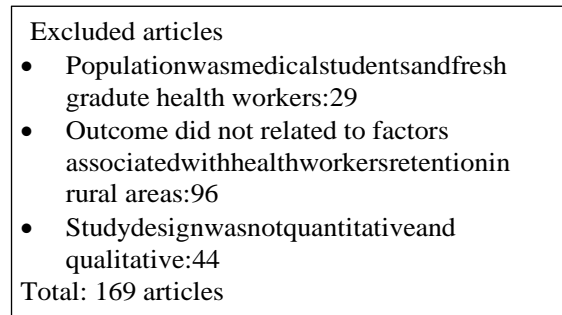 Excluded articles
• Populationwasmedicalstudentsandfresh
gradute health workers:29
• Outcome did not related to factors
associatedwithhealthworkersretentionin
rural areas:96
• Studydesignwasnotquantitativeand
qualitative:44
Total: 169 articles